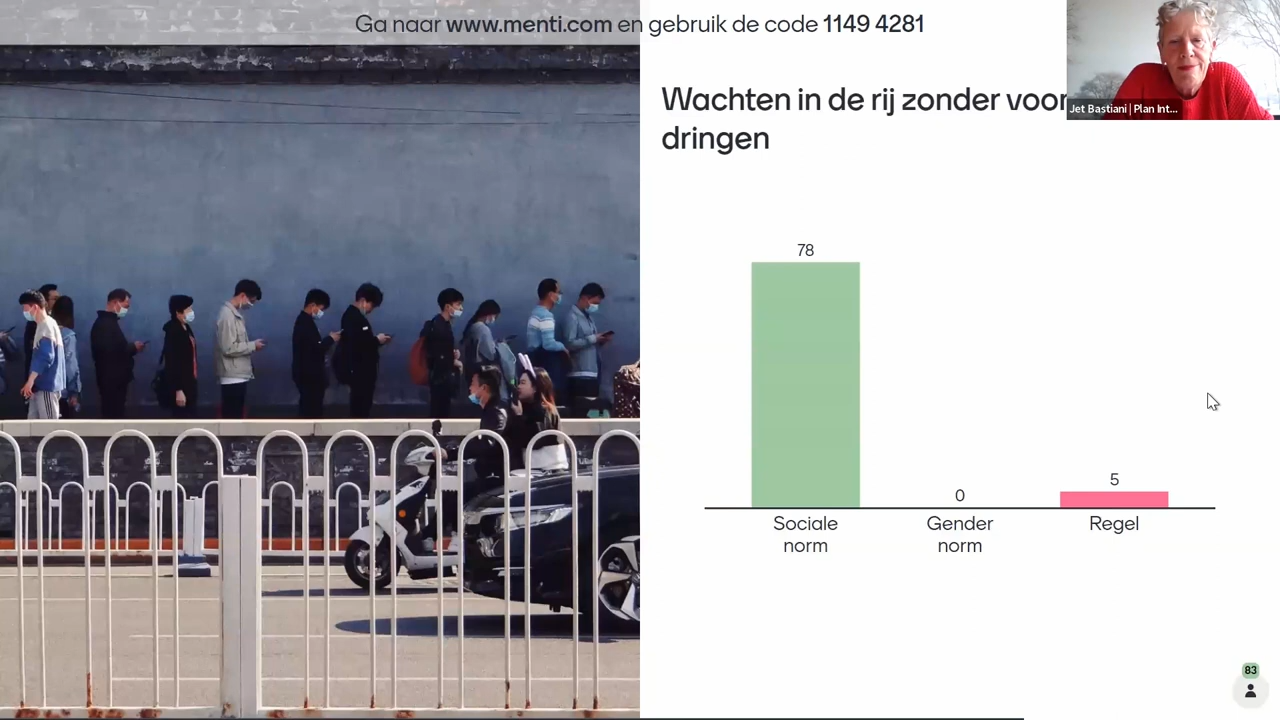 Ga naar www.menti.com en gebruik de code 1149 4281
Wachten in de rij zonder voor
dringen
Jet Bastiani | Plan Int...
78
0
5
Sociale
norm
Gender
norm
Regel
83